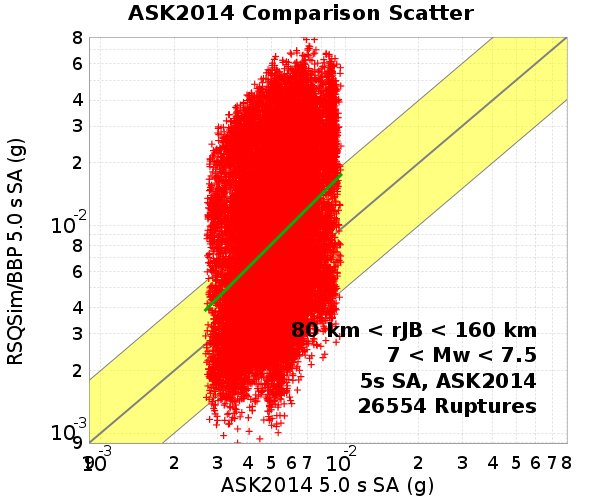 ASK2014 Comparison Scatter
RSQSim/BBP 5.0 s SA (g)
8
6
4
3
2
10-2
8
6
4
3
2
10-3
9
80 km < rJB < 160 km
7 < Mw < 7.5
5s SA, ASK2014
26554 Ruptures
9 10-3 2 3 4 5 6 7 10-2 2 3 4 5 6 7 8
ASK2014 5.0 s SA (g)